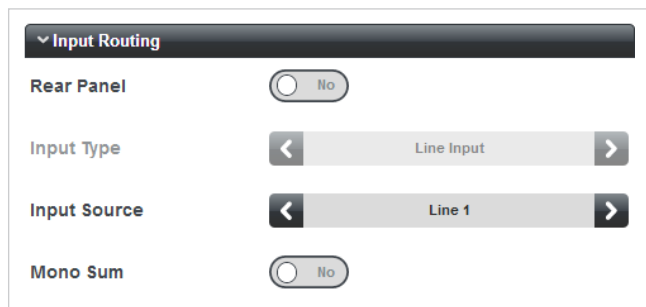 Input Routing
Rear Panel No
Input Type Line Input
Input Source Line 1
Mono Sum No